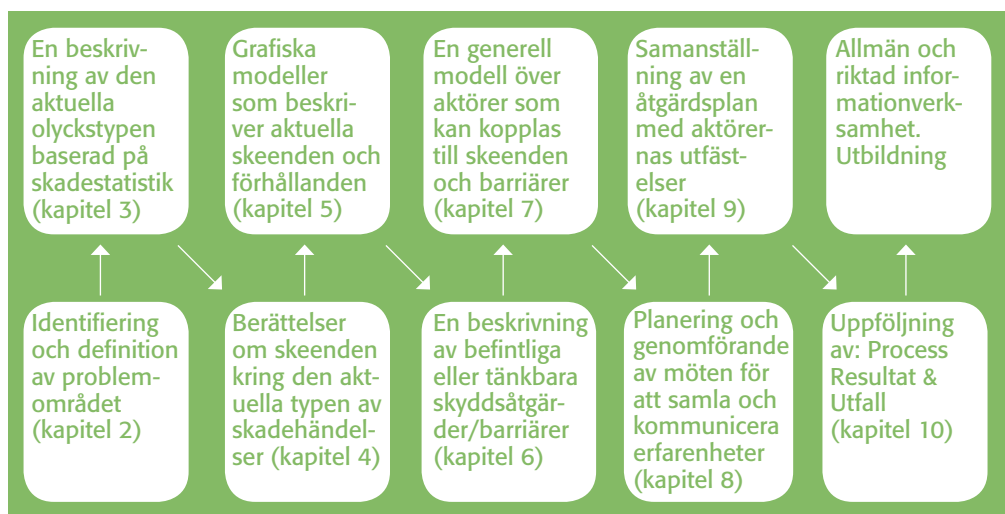 En beskriv-
ning av den
aktuella
olyckstypen
baserad på
skadestatistik
(kapitel 3)
Grafiska
modeller
som beskri-
ver aktuella
skeenden och
förhållanden
(kapitel 5)
En generell
modell över
aktörer som
kan kopplas
till skeenden
och barriärer
(kapitel 7)
Samanställ-
ning av en
åtgärdsplan
med aktörer-
nas utfäst-
elser
(kapitel 9)
Allmän och
riktad infor-
mationverk-
samhet.
Utbildning
Identifiering
och definition
av problem-
området
(kapitel 2)
Berättelser
om skeenden
kring den akt-
uella typen av
skadehändel-
ser (kapitel 4)
En beskrivning
av befintliga
eller tänkbara
skyddsåtgär-
der/barriärer
(kapitel 6)
Planering och
genomförande
av möten för
att samla och
kommunicera
erfarenheter
(kapitel 8)
Uppföljning
av: Process
Resultat &
Utfall
(kapitel 10)